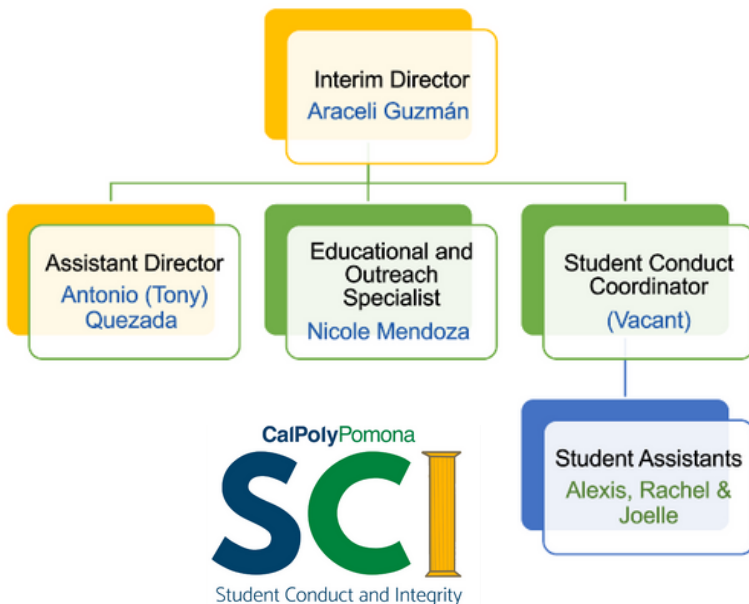 Interim Director
Araceli Guzmán
Assistant Director
Antonio (Tony)
Quezada
Educational and
Outreach
Specialist
Nicole Mendoza
Student Conduct
Coordinator
(Vacant)
Student Assistants
Alexis, Rachel &
Joelle
CalPolyPomona
SCI
Student Conduct and Integrity